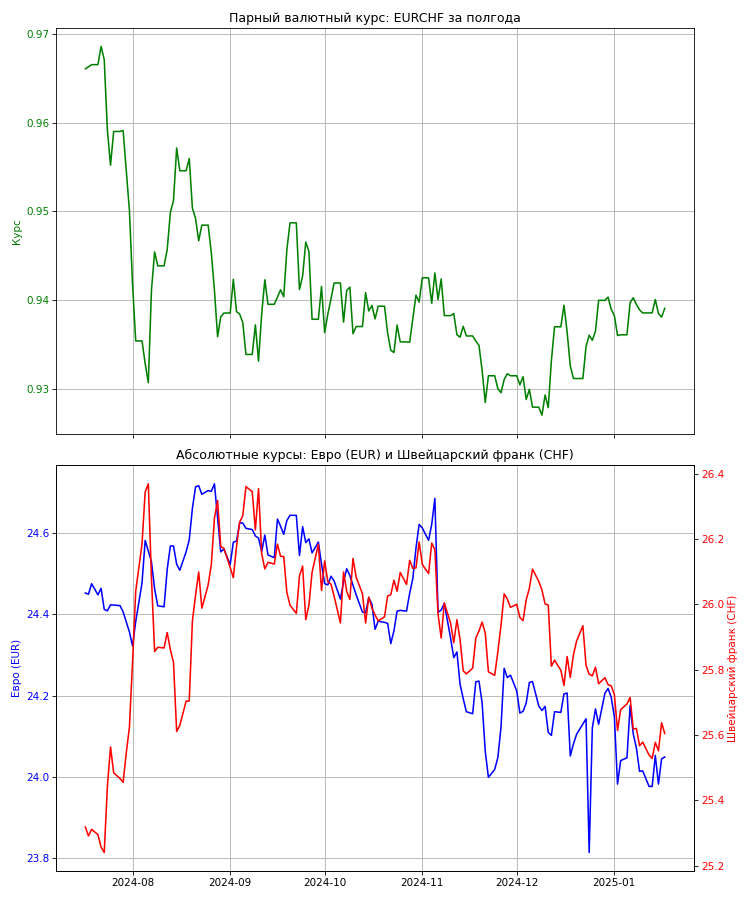 Парный валютный курс: EURCHF за полгода
0.97
0.96
0.95
0.94
0.93
Курс
Абсолютные курсы: Евро (EUR) и Швейцарский франк (CHF)
24.6
24.4
24.2
24.0
23.8
Евро (EUR)
26.4
26.2
26.0
25.8
25.6
25.4
25.2
Швейцарский франк (CHF)
2024-08 2024-09 2024-10 2024-11 2024-12 2025-01